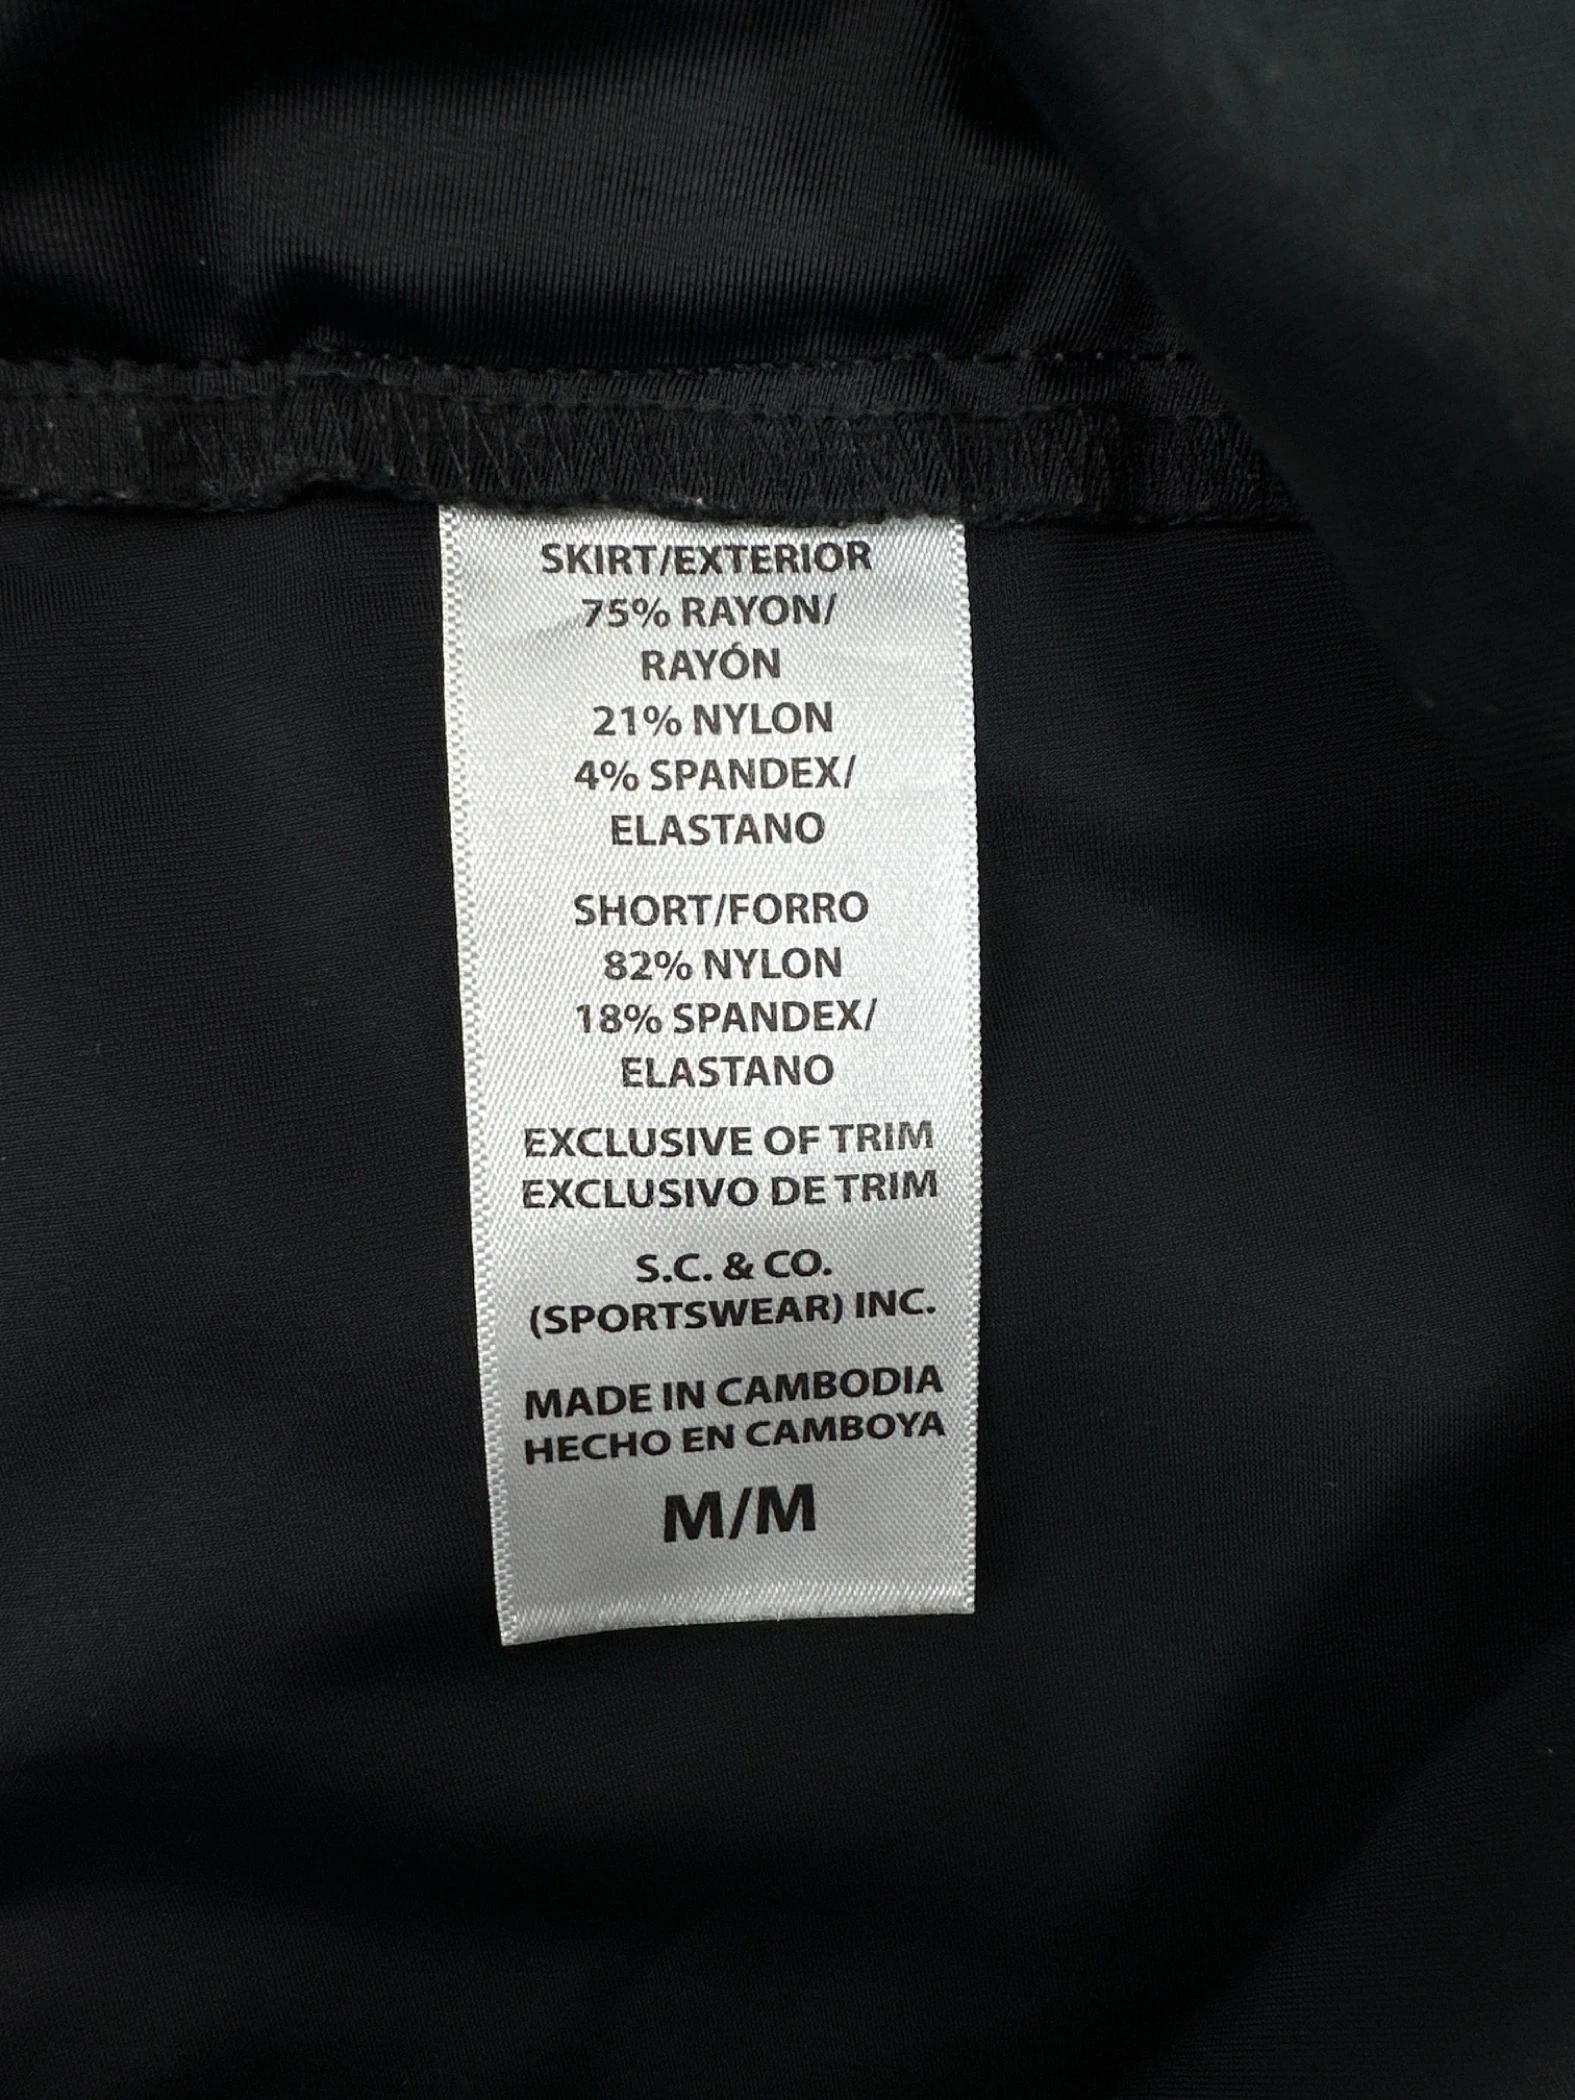 SKIRT/EXTERIOR
75% RAYON/
RAYÓN
21% NYLON
4% SPANDEX/
ELASTANO
SHORT/FORRO
82% NYLON
18% SPANDEX/
ELASTANO
EXCLUSIVE OF TRIM
EXCLUSIVO DE TRIM
S.C. & CO.
(SPORTSWEAR) INC.
MADE IN CAMBODIA
HECHO EN CAMBOYA
M/M